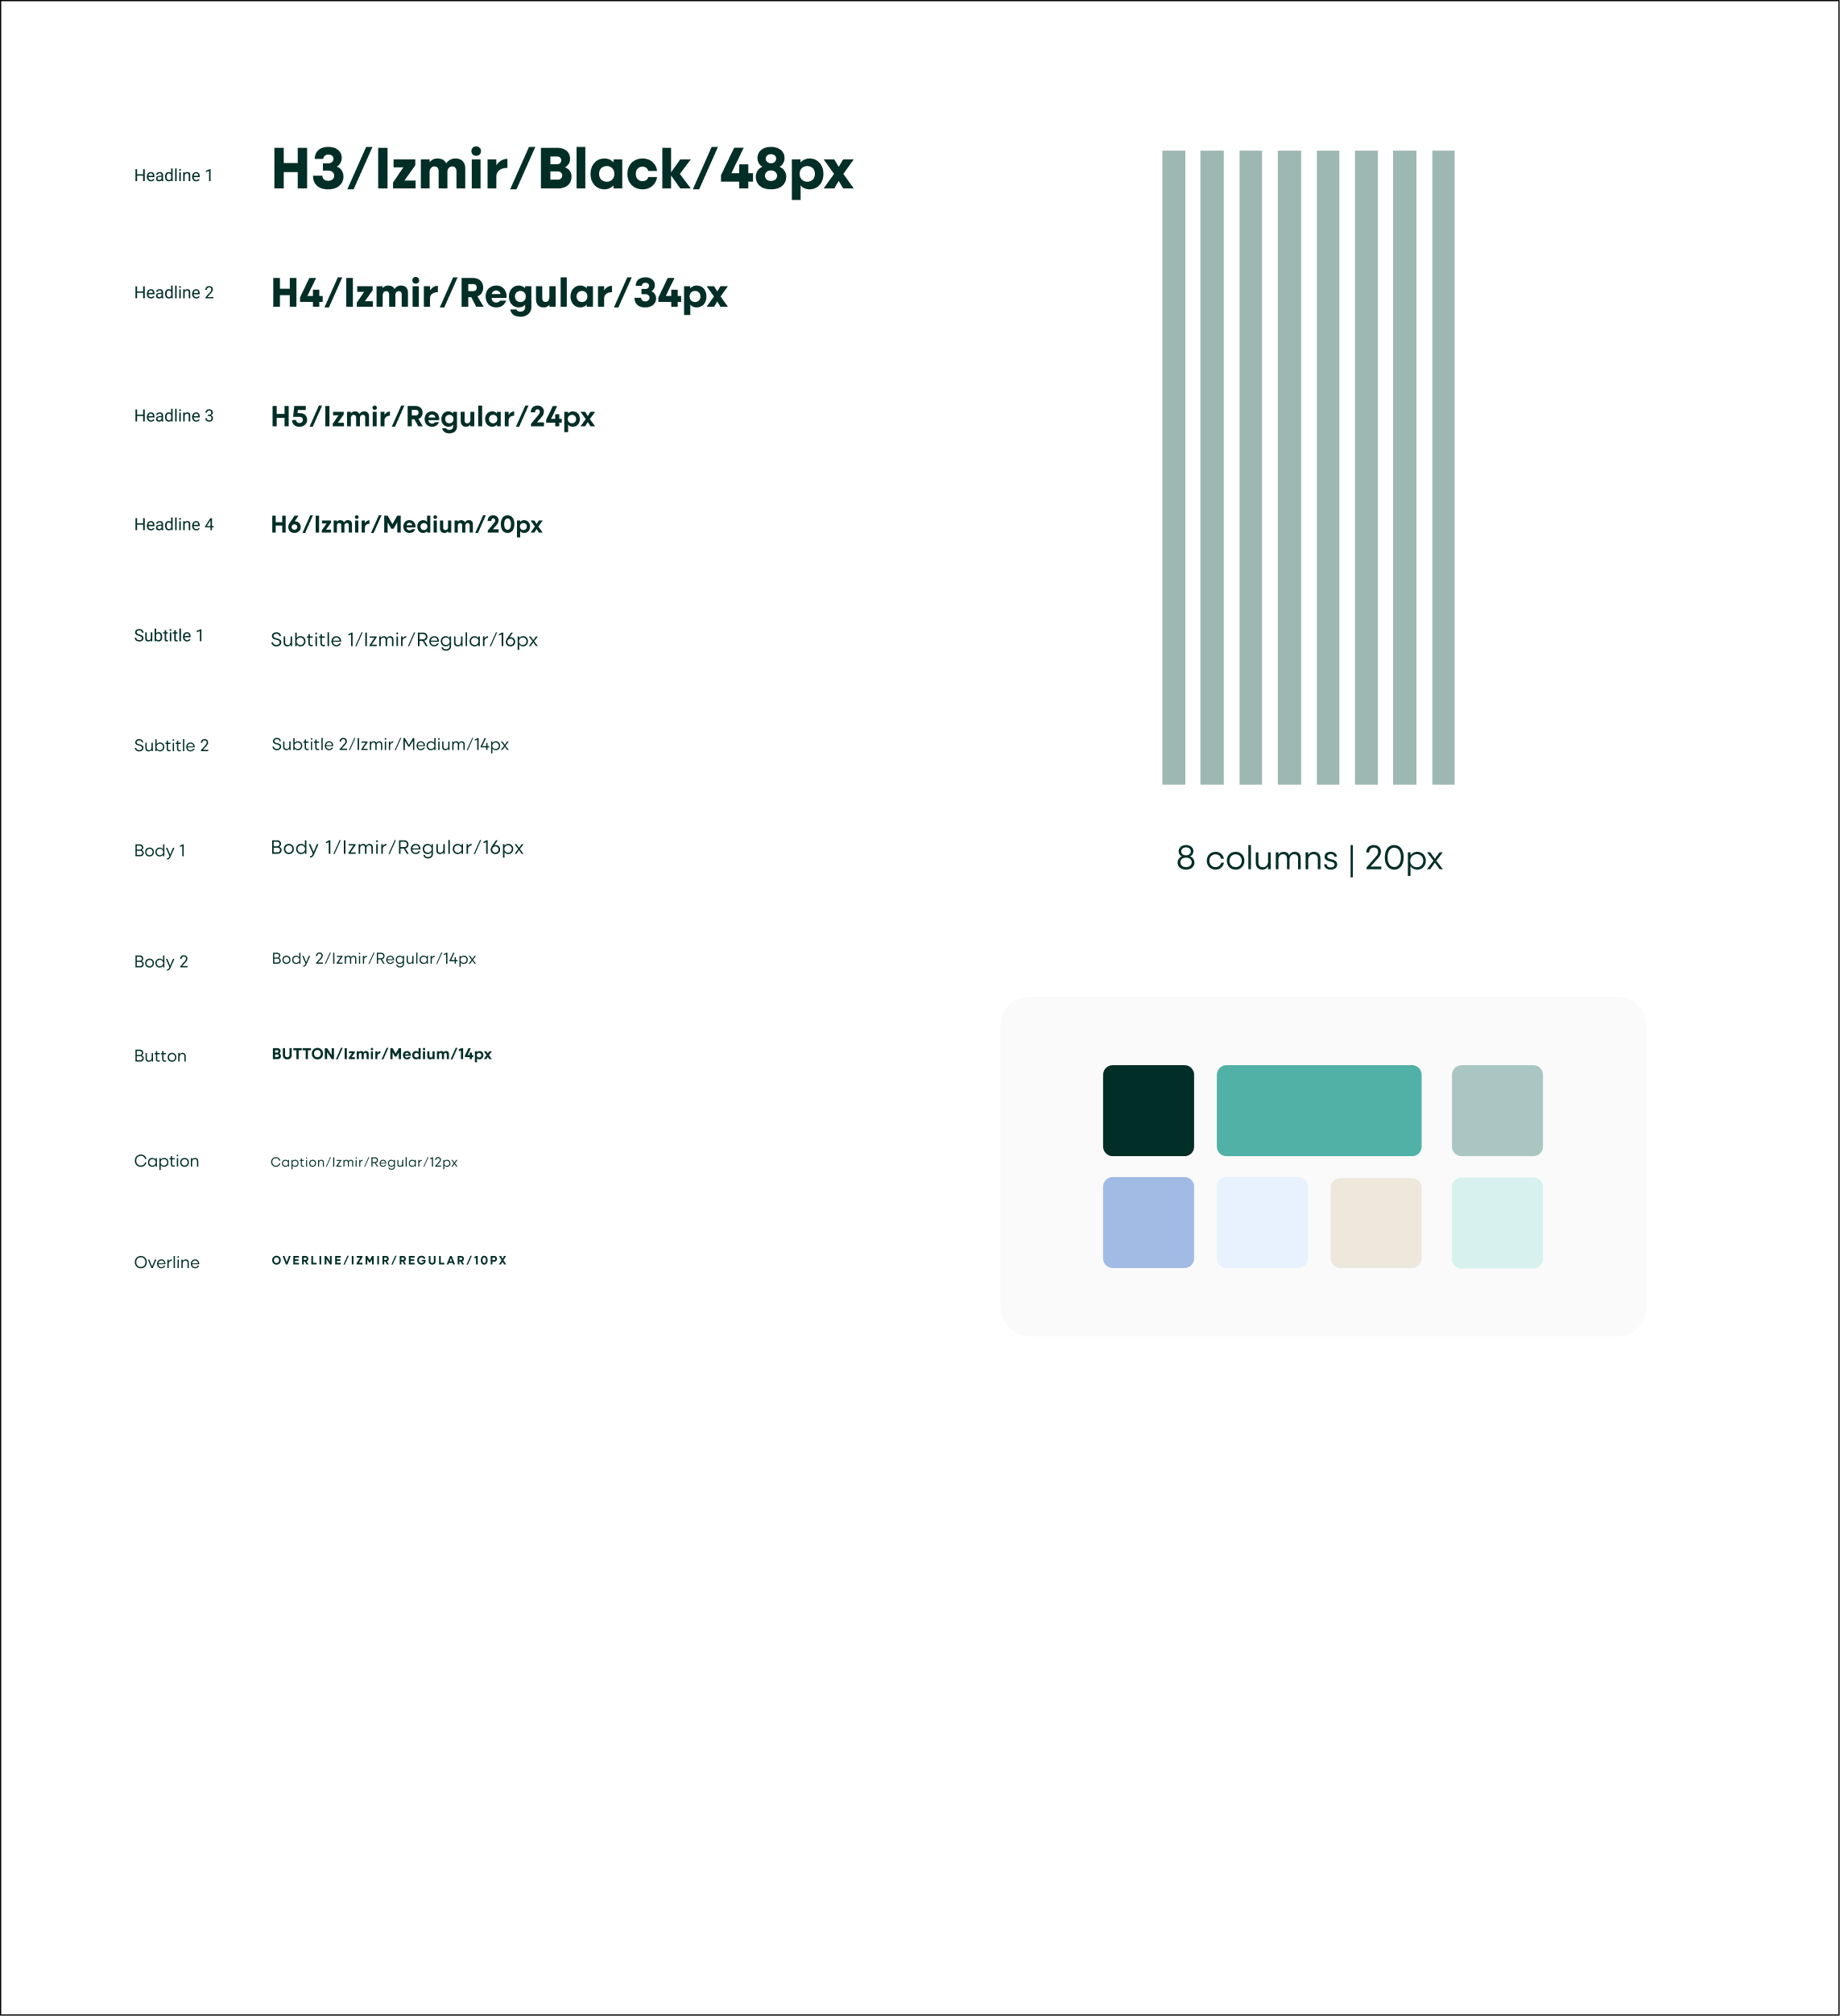 Headline 1 H3/Izmir/Black/48px
Headline 2 H4/Izmir/Regular/34px
Headline 3 H5/Izmir/Regular/24px
Headline 4 H6/Izmir/Medium/20px
Subtitle 1 Subtitle 1/Izmir/Regular/16px
Subtitle 2 Subtitle 2/Izmir/Medium/14px
Body 1 Body 1/Izmir/Regular/16px
Body 2 Body 2/Izmir/Regular/14px
Button BUTTON/Izmir/Medium/14px
Caption Caption/Izmir/Regular/12px
Overline OVERLINE/IZMIR/REGULAR/10PX
8 columns | 20px